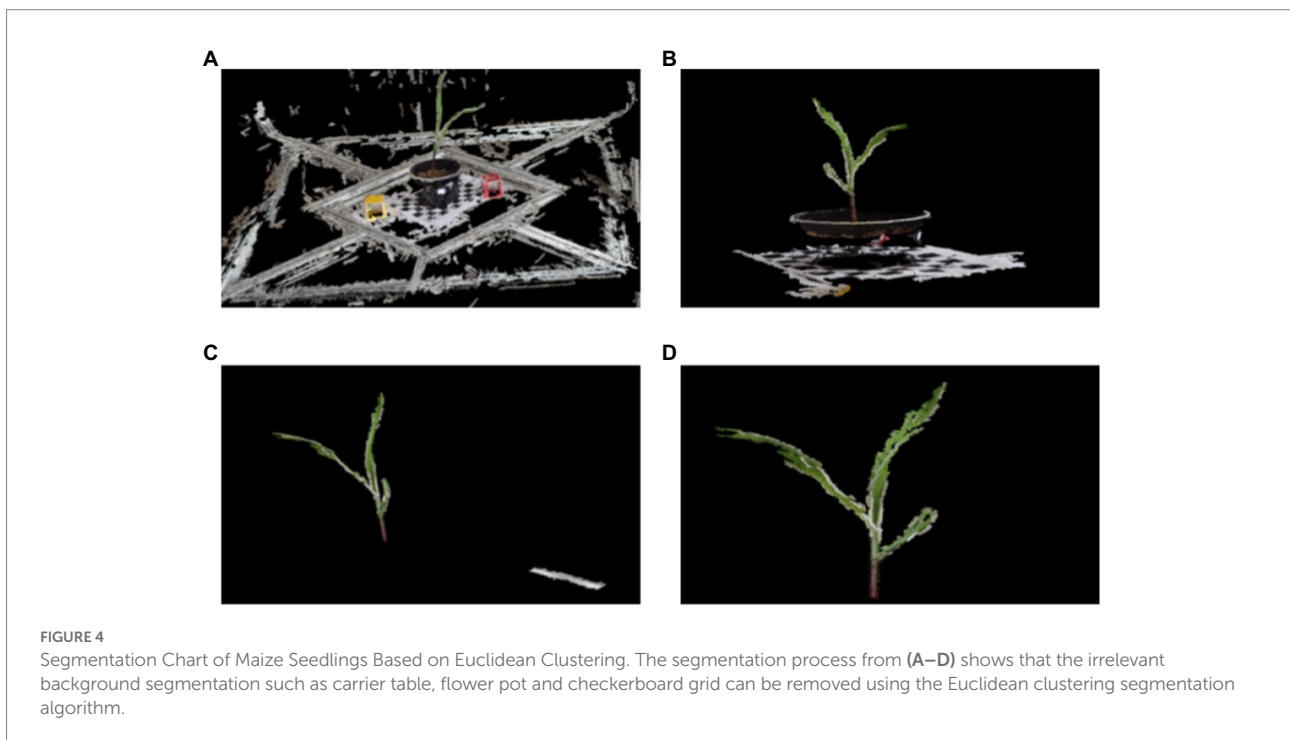 A
B
C
D
FIGURE 4
Segmentation Chart of Maize Seedlings Based on Euclidean Clustering. The segmentation process from (A–D) shows that the irrelevant
background segmentation such as carrier table, flower pot and checkerboard grid can be removed using the Euclidean clustering segmentation
algorithm.